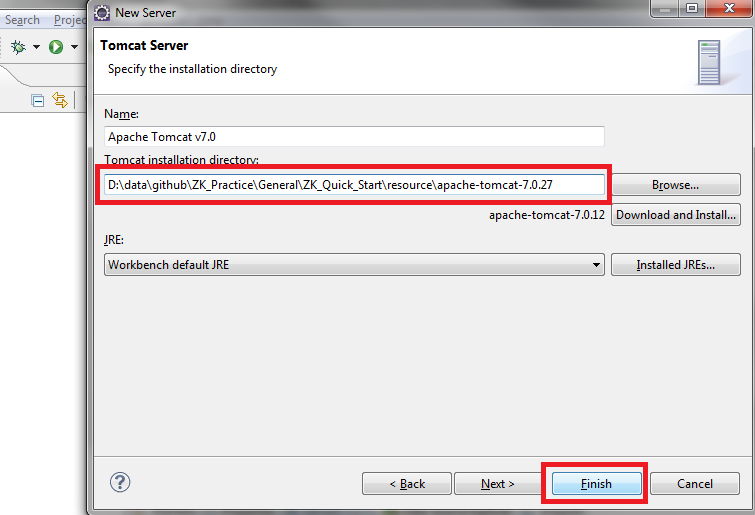 New Server
Search Projec
Tomcat Server
Specify the installation directory
Name:
Apache Tomcat v7.0
Tomcat installation directory:
D:\data\github\ZK_Practice\General\ZK_Quick_Start\resource\apache-tomcat-7.0.27
Browse...
apache-tomcat-7.0.12 Download and Install...
JRE:
Workbench default JRE
Installed JREs...
?
< Back Next > Finish Cancel